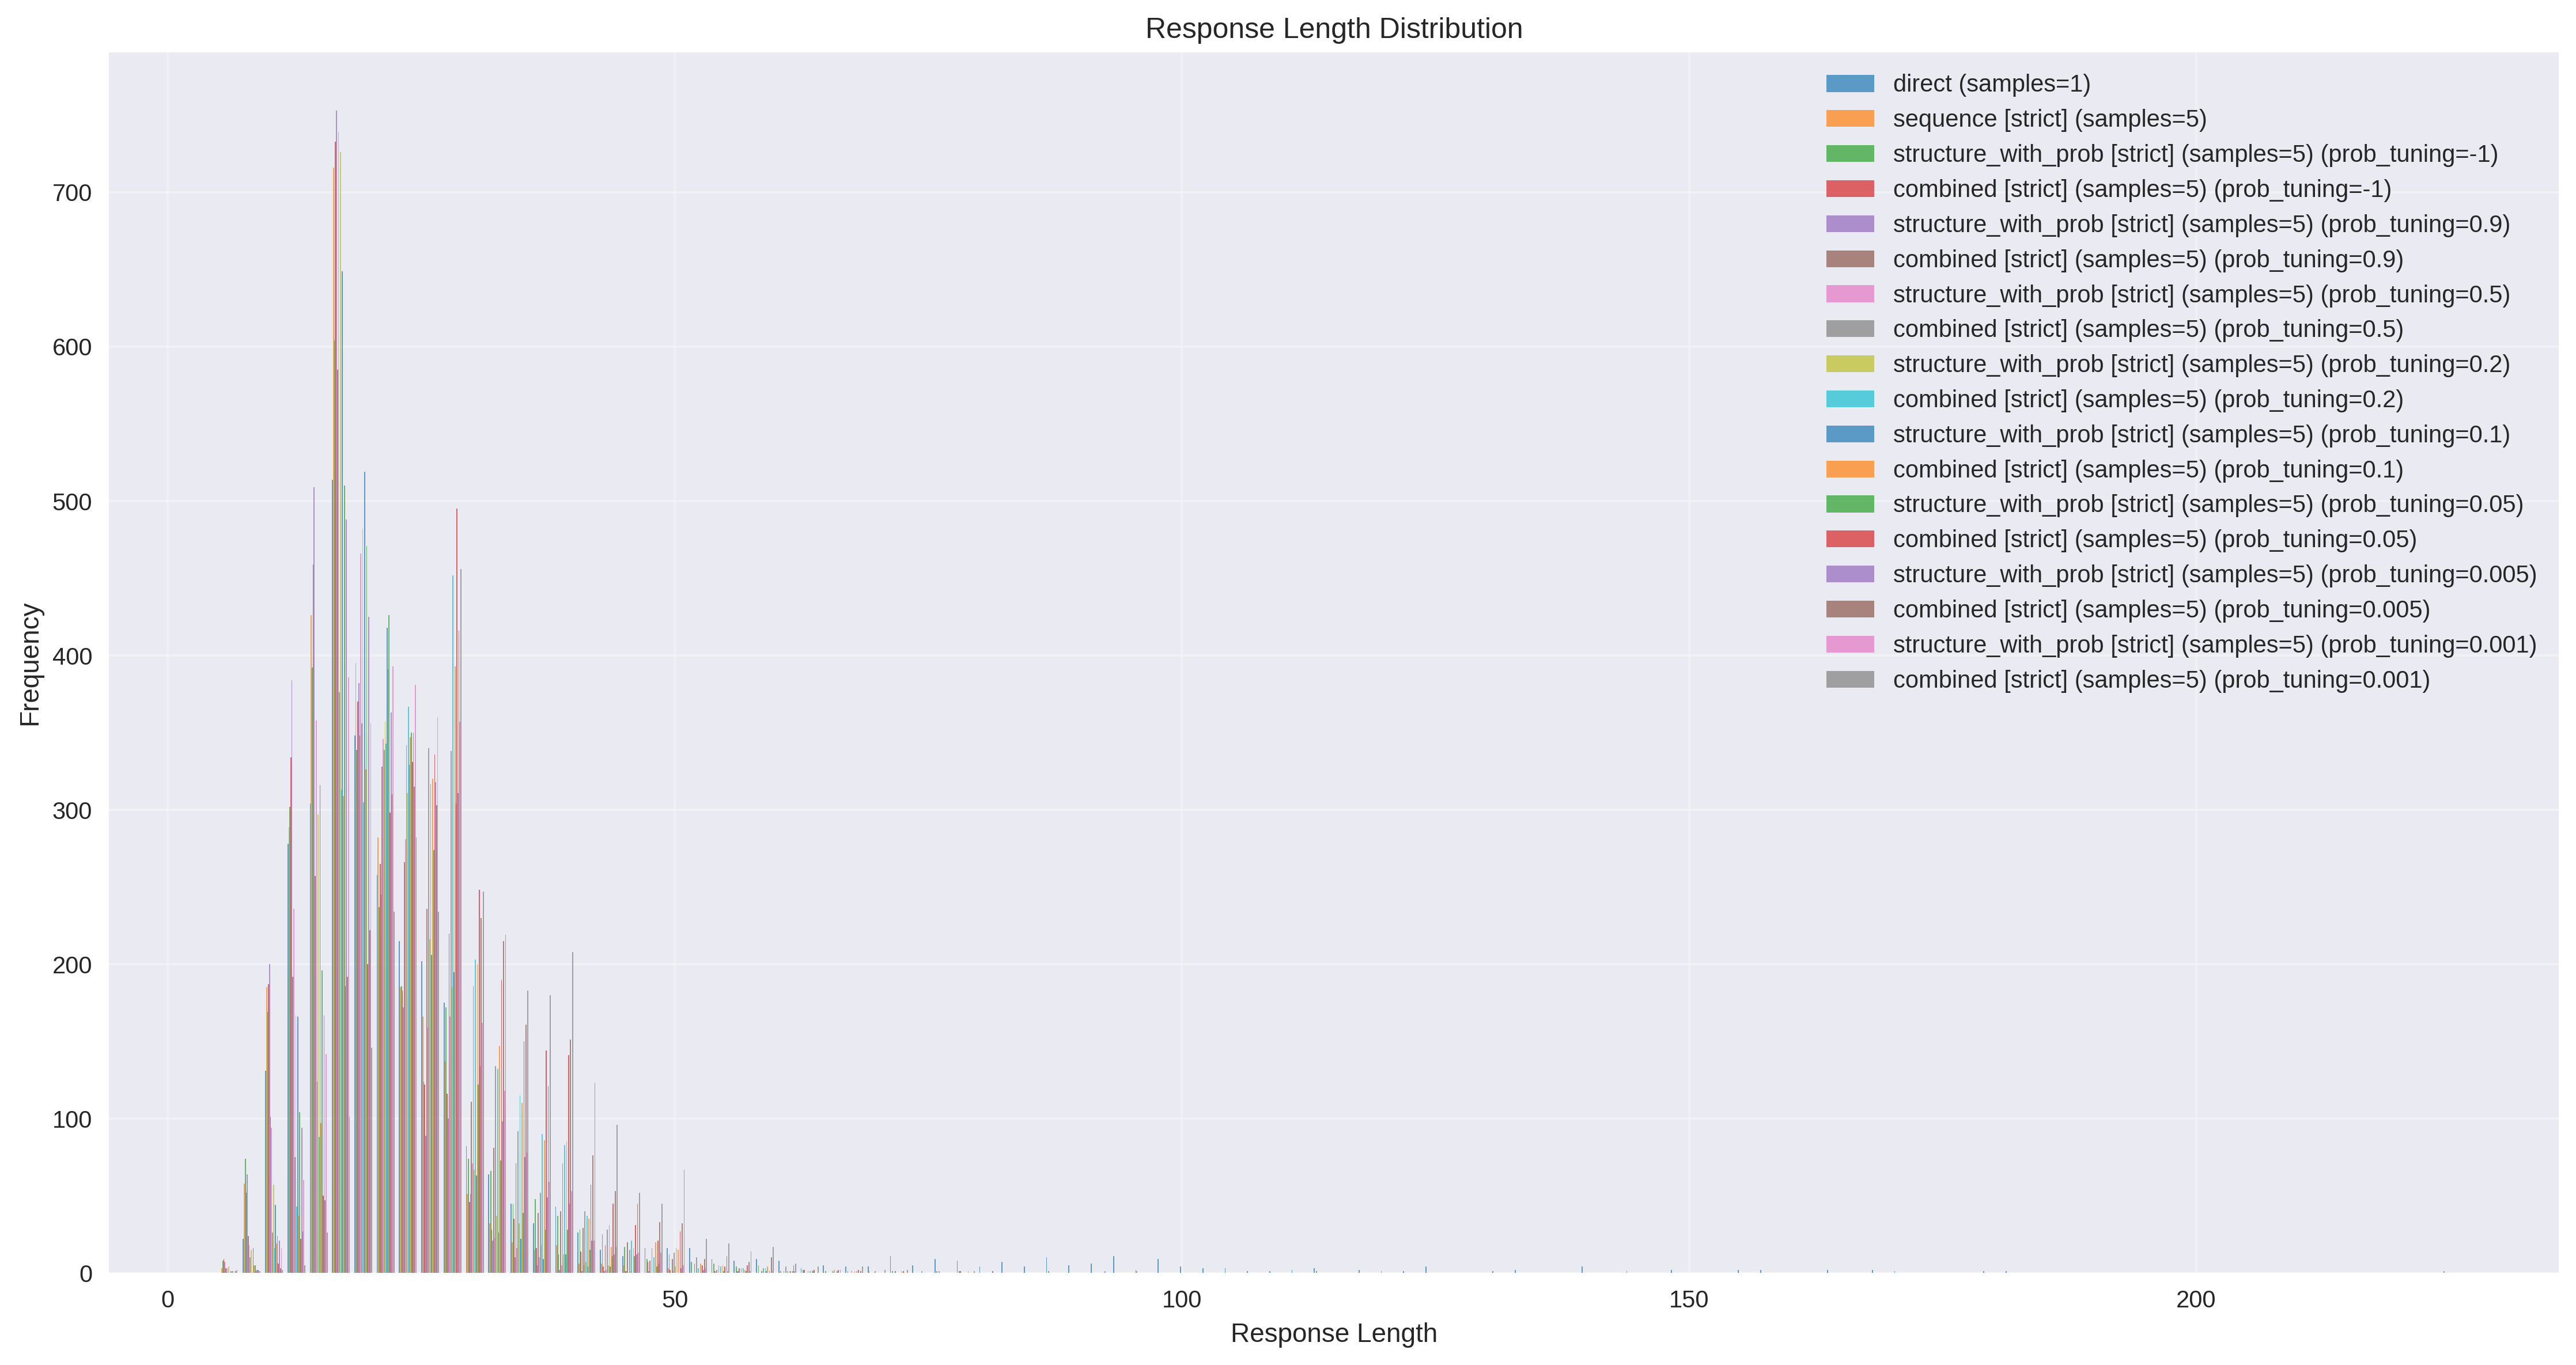 Response Length Distribution
direct (samples=1)
sequence [strict] (samples=5)
structure_with_prob [strict] (samples=5) (prob_tuning=-1)
combined [strict] (samples=5) (prob_tuning=-1)
structure_with_prob [strict] (samples=5) (prob_tuning=0.9)
combined [strict] (samples=5) (prob_tuning=0.9)
structure_with_prob [strict] (samples=5) (prob_tuning=0.5)
combined [strict] (samples=5) (prob_tuning=0.5)
structure_with_prob [strict] (samples=5) (prob_tuning=0.2)
combined [strict] (samples=5) (prob_tuning=0.2)
structure_with_prob [strict] (samples=5) (prob_tuning=0.1)
combined [strict] (samples=5) (prob_tuning=0.1)
structure_with_prob [strict] (samples=5) (prob_tuning=0.05)
combined [strict] (samples=5) (prob_tuning=0.05)
structure_with_prob [strict] (samples=5) (prob_tuning=0.005)
combined [strict] (samples=5) (prob_tuning=0.005)
structure_with_prob [strict] (samples=5) (prob_tuning=0.001)
combined [strict] (samples=5) (prob_tuning=0.001)
Frequency
700
600
500
400
300
200
100
0
0 50 100 150 200
Response Length